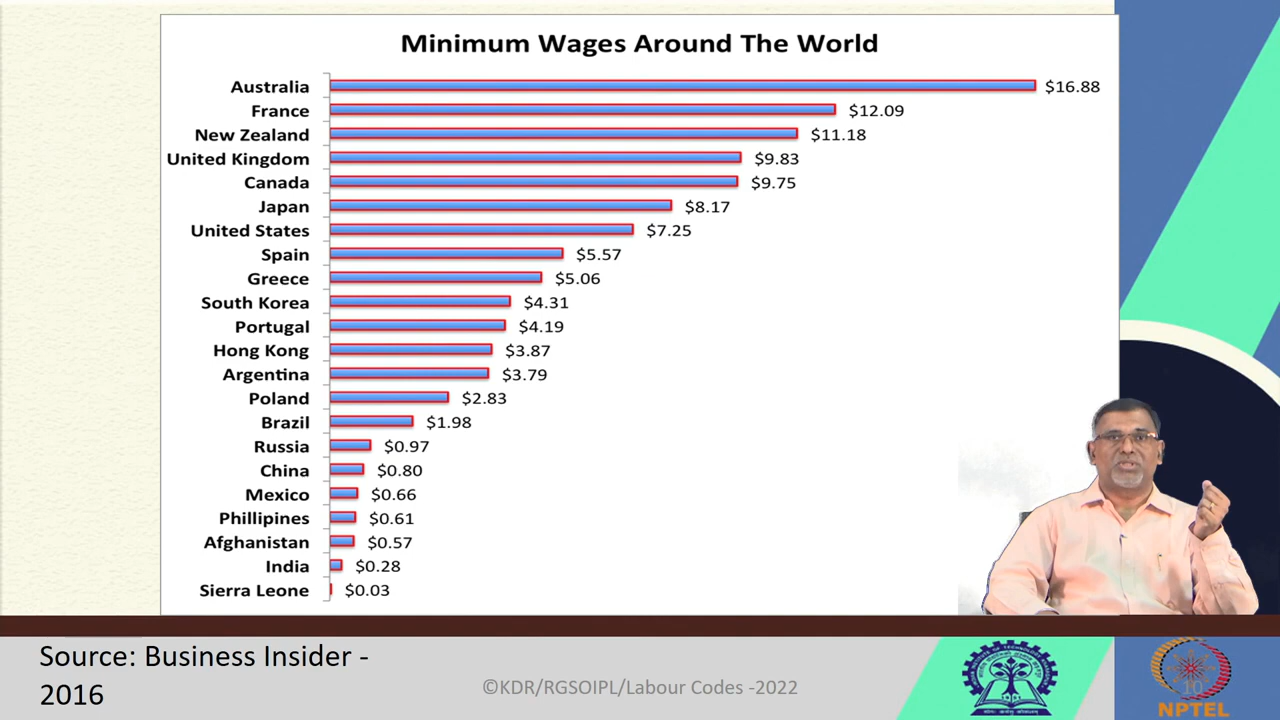 Minimum Wages Around The World
Australia $16.88
France $12.09
New Zealand $11.18
United Kingdom $9.83
Canada $9.75
Japan $8.17
United States $7.25
Spain $5.57
Greece $5.06
South Korea $4.31
Portugal $4.19
Hong Kong $3.87
Argentina $3.79
Poland $2.83
Brazil $1.98
Russia $0.97
China $0.80
Mexico $0.66
Phillipines $0.61
Afghanistan $0.57
India $0.28
Sierra Leone $0.03
Source: Business Insider -
2016
©KDR/RGSOIPL/Labour Codes -2022
10
NPTEL